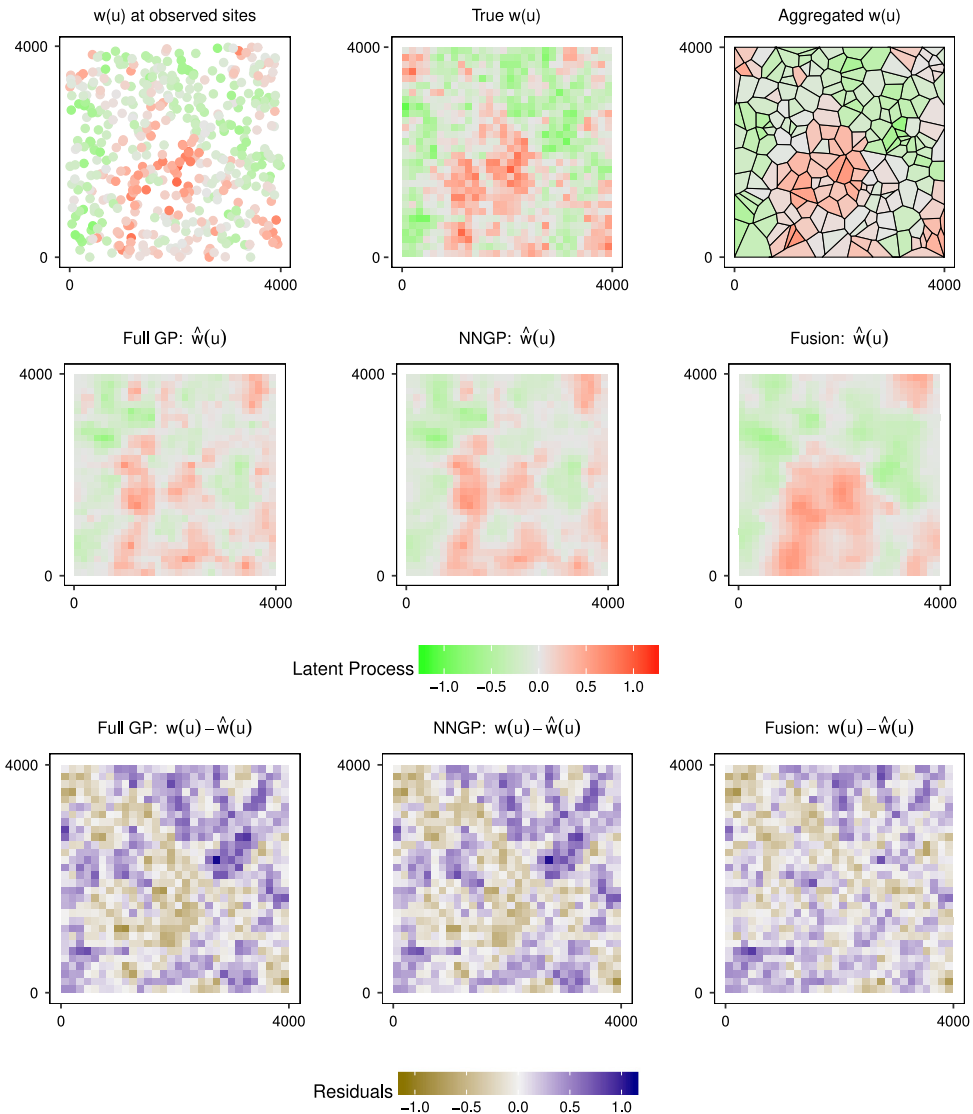 w(u) at observed sites
True w(u)
Aggregated w(u)
4000
0
0
4000
4000
0
0
4000
4000
0
0
4000
Full GP: ŵ(u)
NNGP: ŵ(u)
Fusion: ŵ(u)
4000
0
0
4000
4000
0
0
4000
4000
0
0
4000
Latent Process
−1.0 −0.5 0.0 0.5 1.0
Full GP: w(u) − ŵ(u)
NNGP: w(u) − ŵ(u)
Fusion: w(u) − ŵ(u)
4000
0
0
4000
4000
0
0
4000
4000
0
0
4000
Residuals
−1.0 −0.5 0.0 0.5 1.0